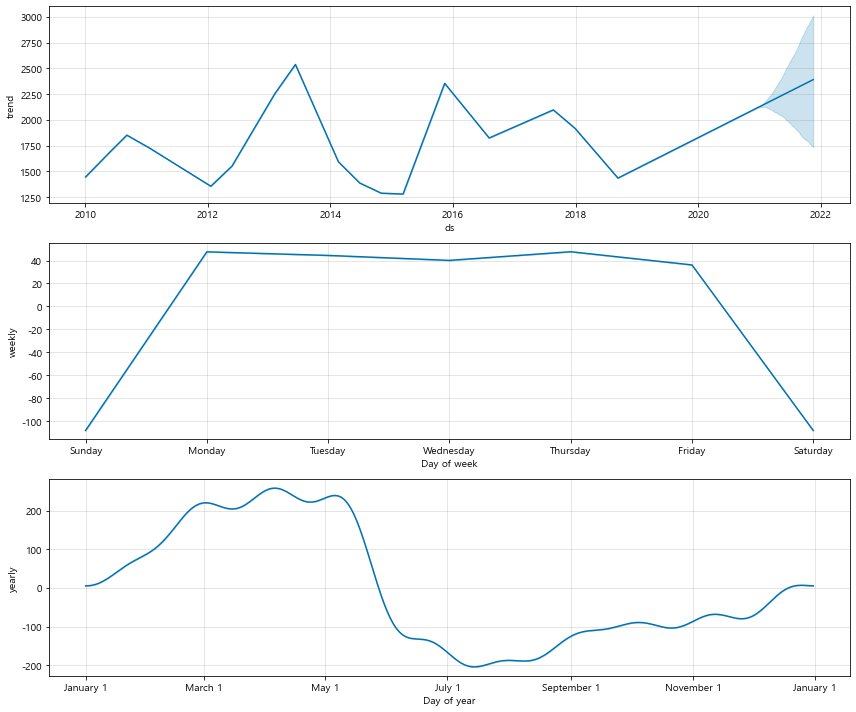 trend
3000
2750
2500
2250
2000
1750
1500
1250
2010 2012 2014 2016 2018 2020 2022
ds
weekly
40
20
0
-20
-40
-60
-80
-100
Sunday Monday Tuesday Wednesday Thursday Friday Saturday
Day of week
yearly
200
100
0
-100
-200
January 1 March 1 May 1 July 1 September 1 November 1 January 1
Day of year